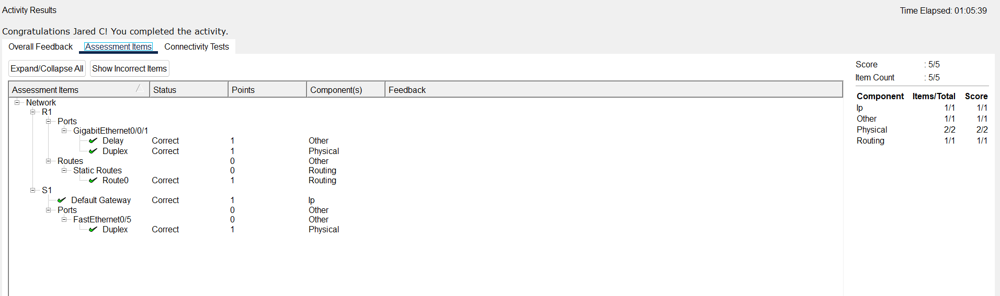 Activity Results
Time Elapsed: 01:05:39
Congratulations Jared C! You completed the activity.
Overall Feedback Assessment Items Connectivity Tests
Expand/Collapse All Show Incorrect Items
Assessment Items Status Points Component(s) Feedback
Network
R1
Ports
GigabitEthernet0/0/1
Delay Correct 1 Other
Duplex Correct 1 Physical
Routes 0 Other
Static Routes 0 Routing
Route0 Correct 1 Routing
S1
Default Gateway Correct 1 Ip
Ports 0 Other
FastEthernet0/5 0 Other
Duplex Correct 1 Physical
Score : 5/5
Item Count : 5/5
Component Items/Total Score
Ip 1/1 1/1
Other 1/1 1/1
Physical 2/2 2/2
Routing 1/1 1/1